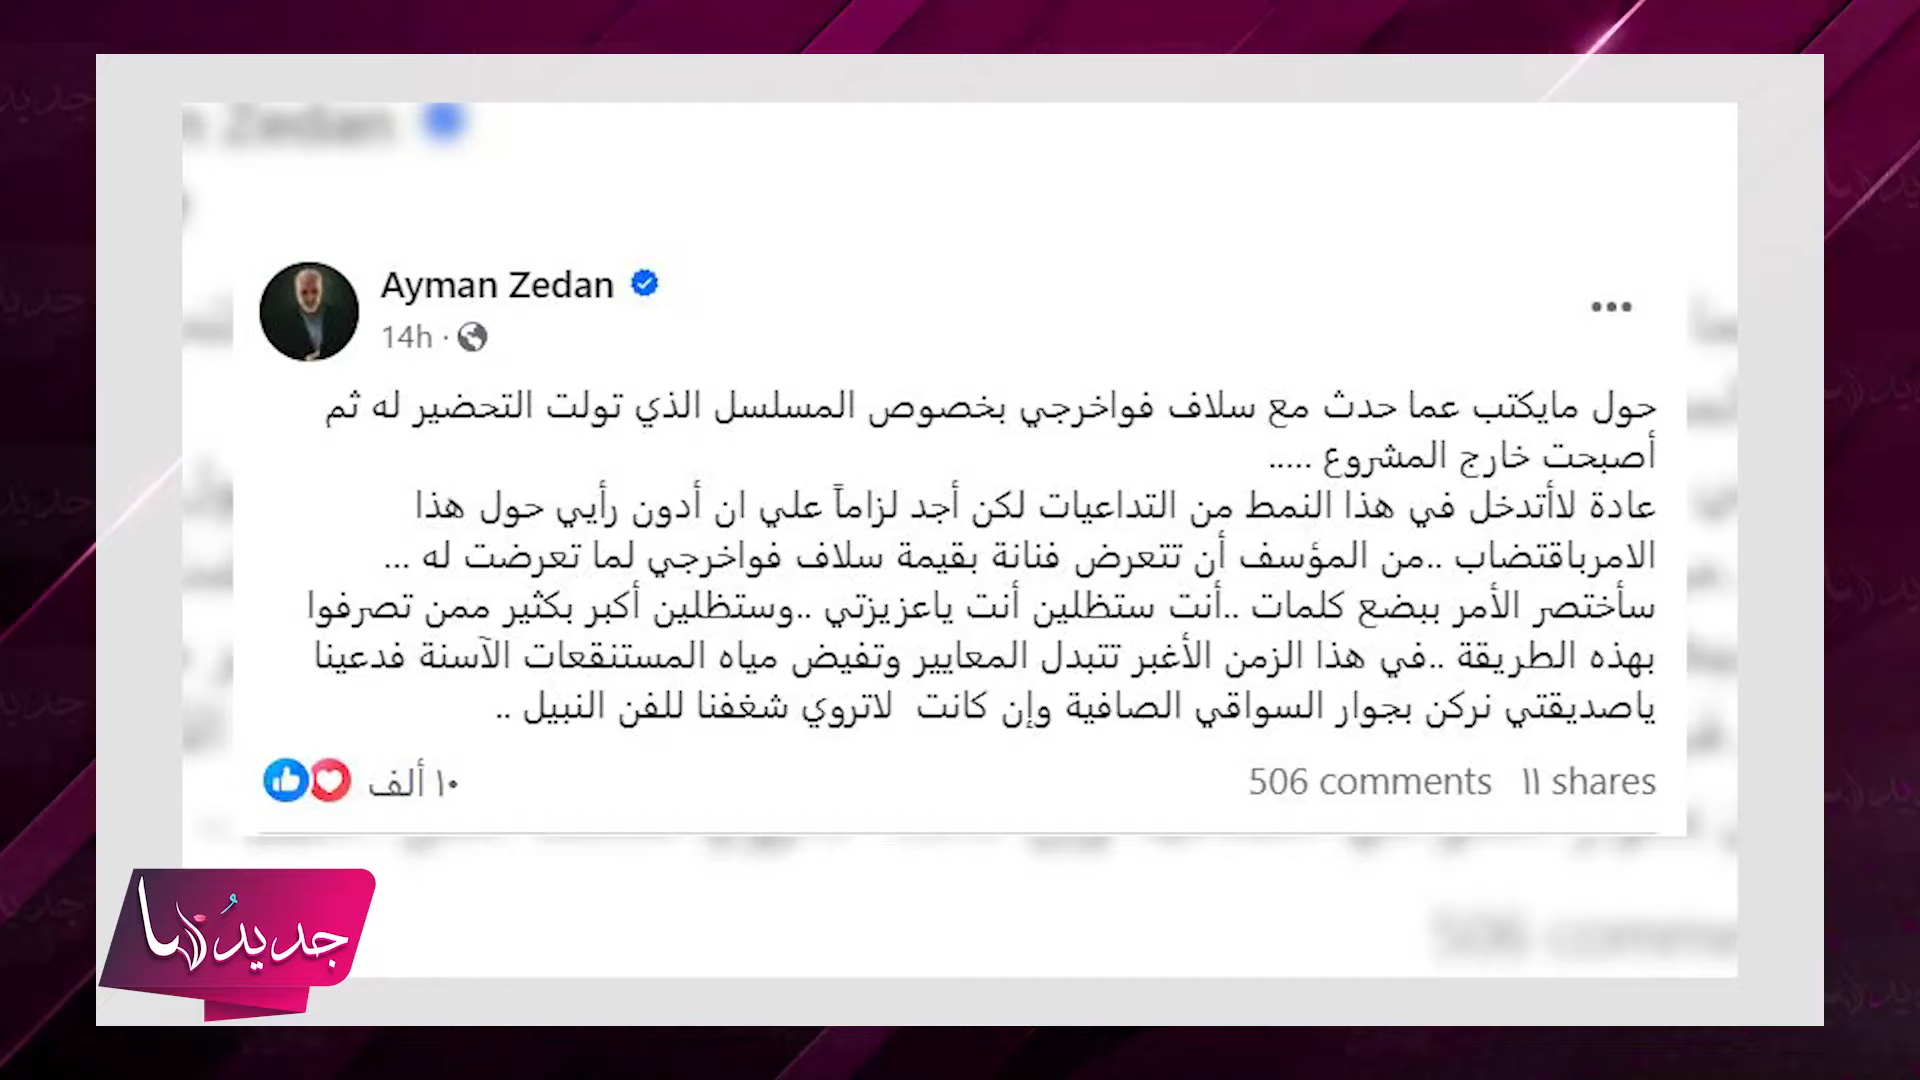 Ayman Zedan
14h ·
حول مايكتب عما حدث مع سلاف فواخرجي بخصوص المسلسل الذي تولت التحضير له ثم
أصبحت خارج المشروع .....
عادة لاأتدخل في هذا النمط من التداعيات لكن أجد لزاماً علي ان أدون رأيي حول هذا
الامرباقتضاب ..من المؤسف أن تتعرض فنانة بقيمة سلاف فواخرجي لما تعرضت له ...
سأختصر الأمر ببضع كلمات ..أنت ستظلين أنت ياعزيزتي ..وستظلين أكبر بكثير ممن تصرفوا
بهذه الطريقة ..في هذا الزمن الأغبر تتبدل المعايير وتفيض مياه المستنقعات الآسنة فدعينا
ياصديقتي نركن بجوار السواقي الصافية وإن كانت لاتروي شغفنا للفن النبيل ..
١٠ ألف
506 comments ١١ shares
جديدُها